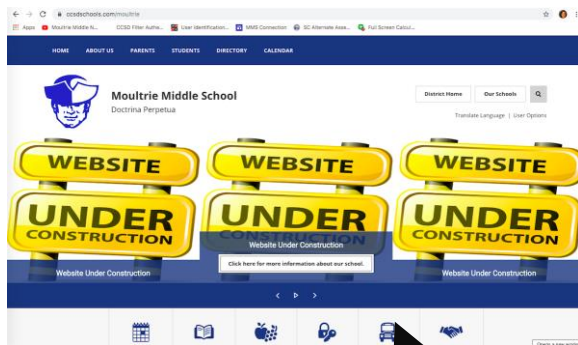 ccsdschools.com/moultrie
Apps Moultrie Middle N... CCSD Filter Authe... User Identification... MMS Connection SC Alternate Asse... Full Screen Calcul...
HOME ABOUT US PARENTS STUDENTS DIRECTORY CALENDAR
Moultrie Middle School
Doctrina Perpetua
District Home Our Schools
Translate Language | User Options
WEBSITE WEBSITE WEBSITE
UNDER UNDER UNDER
CONSTRUCTION CONSTRUCTION CONSTRUCTION
Website Under Construction
Click here for more information about our school.
Website Under Construction Website Under Construction